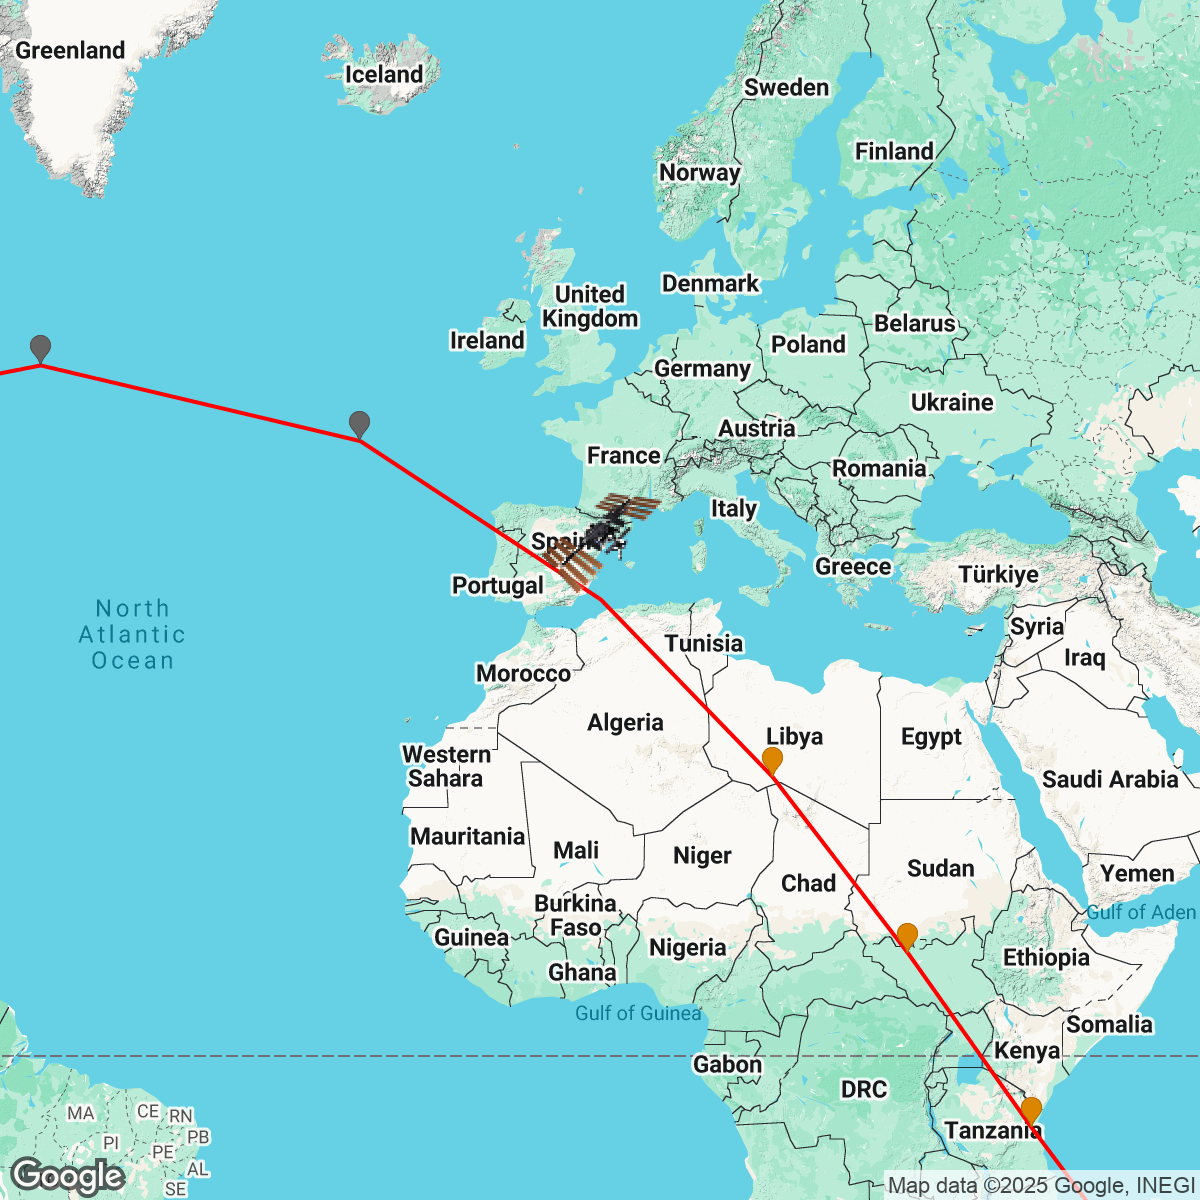 Greenland
Iceland
Sweden
Finland
Norway
Denmark
United
Kingdom
Ireland
Belarus
Poland
Germany
Ukraine
Austria
France
Romania
Italy
Spain
Greece
Türkiye
Portugal
North
Atlantic
Ocean
Syria
Tunisia
Iraq
Morocco
Algeria
Libya
Egypt
Western
Sahara
Saudi Arabia
Mauritania
Mali
Niger
Chad
Sudan
Yemen
Burkina
Faso
Gulf of Aden
Guinea
Nigeria
Ethiopia
Ghana
Gulf of Guinea
Somalia
Kenya
Gabon
DRC
MA
CE
RN
Tanzania
PB
PI
PE
AL
SE
Google
Map data ©2025 Google, INEGI